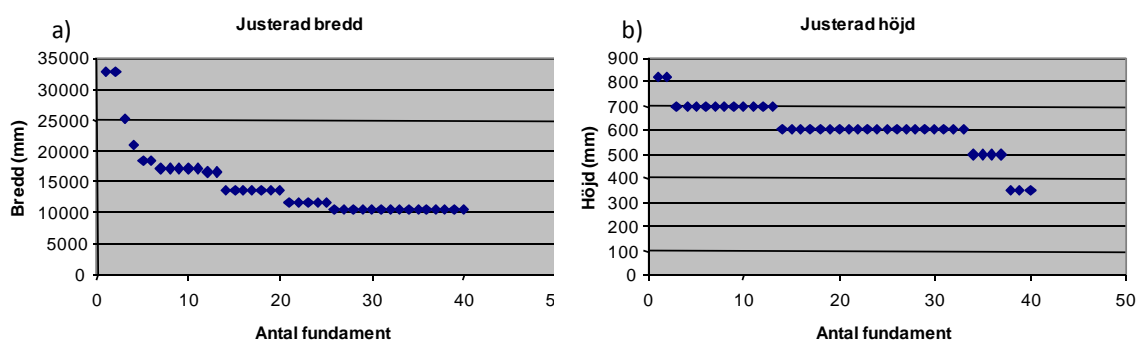 a)
Justerad bredd
35000
30000
25000
20000
15000
10000
5000
0
Bredd (mm)
0 10 20 30 40 5
Antal fundament
b)
Justerad höjd
900
800
700
600
500
400
300
200
100
0
Höjd (mm)
0 10 20 30 40 50
Antal fundament